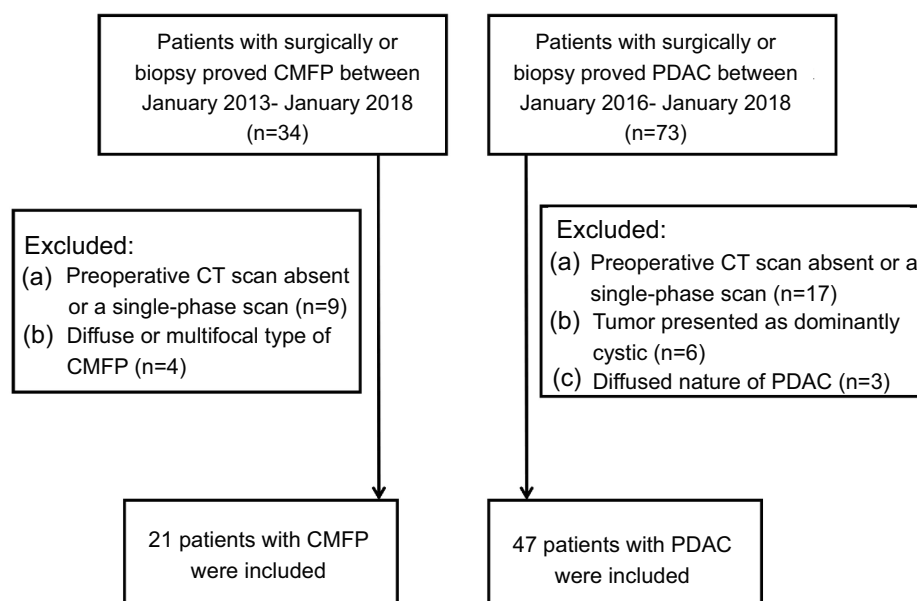 Patients with surgically or
biopsy proved CMFP between
January 2013- January 2018
(n=34)
Patients with surgically or
biopsy proved PDAC between
January 2016- January 2018
(n=73)
Excluded:
(a) Preoperative CT scan absent
or a single-phase scan (n=9)
(b) Diffuse or multifocal type of
CMFP (n=4)
Excluded:
(a) Preoperative CT scan absent or a
single-phase scan (n=17)
(b) Tumor presented as dominantly
cystic (n=6)
(c) Diffused nature of PDAC (n=3)
21 patients with CMFP
were included
47 patients with PDAC
were included